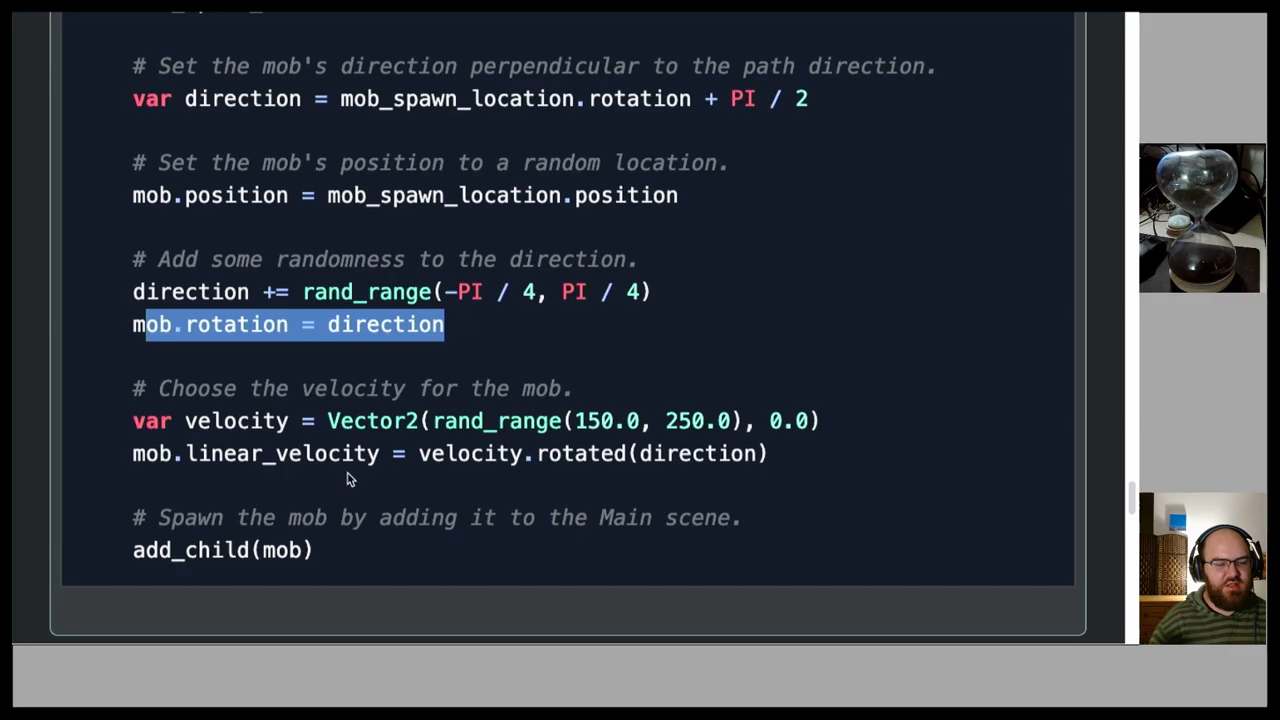 # Set the mob's direction perpendicular to the path direction.
var direction = mob_spawn_location.rotation + PI / 2
# Set the mob's position to a random location.
mob.position = mob_spawn_location.position
# Add some randomness to the direction.
direction += rand_range(-PI / 4, PI / 4)
mob.rotation = direction
# Choose the velocity for the mob.
var velocity = Vector2(rand_range(150.0, 250.0), 0.0)
mob.linear_velocity = velocity.rotated(direction)
# Spawn the mob by adding it to the Main scene.
add_child(mob)